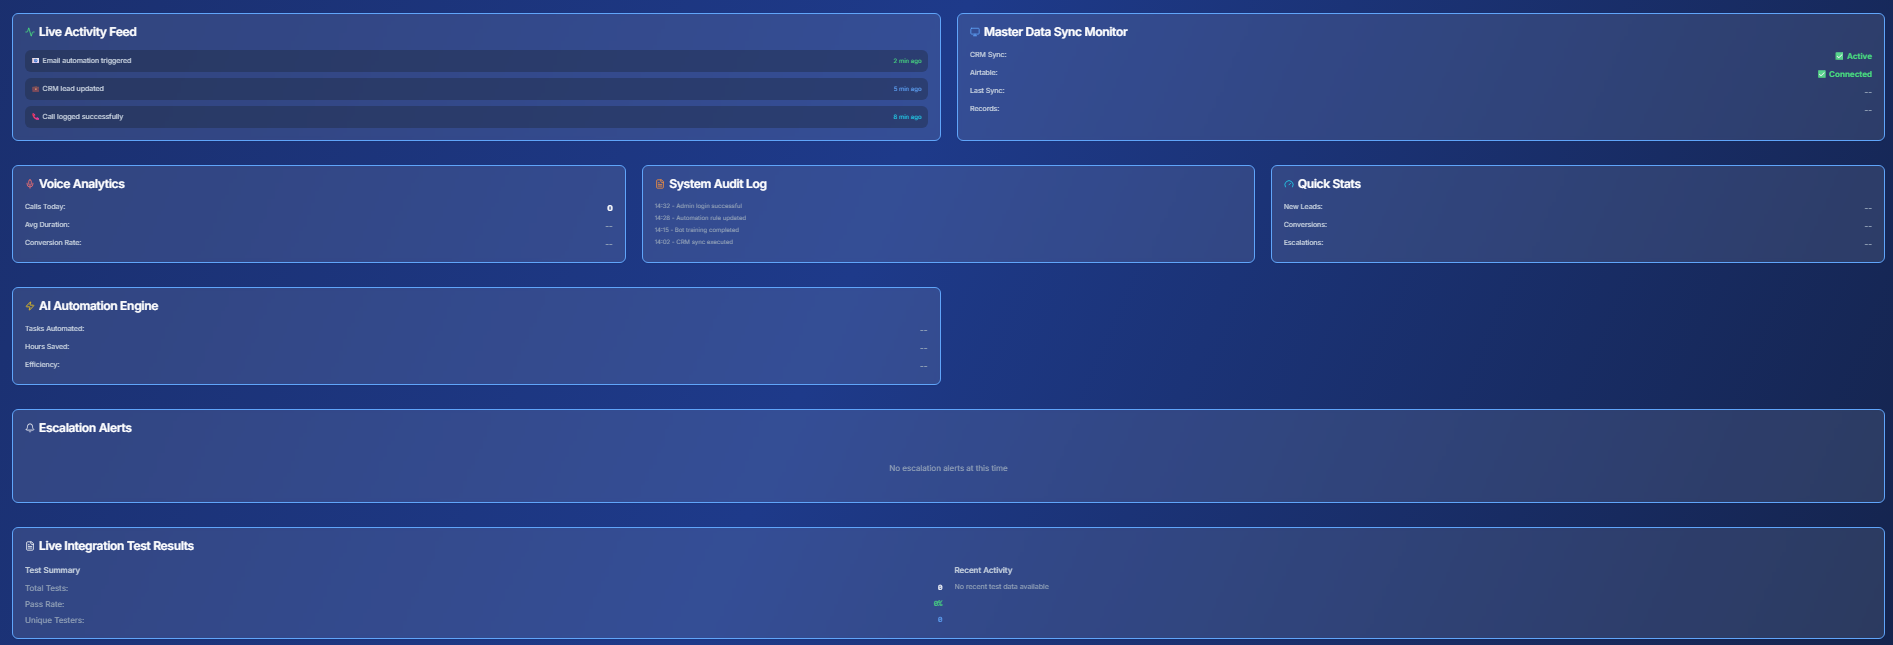 Live Activity Feed
Email automation triggered 2 min ago
CRM lead updated 5 min ago
Call logged successfully 8 min ago
Master Data Sync Monitor
CRM Sync: ✅ Active
Airtable: ✅ Connected
Last Sync: --
Records: --
Voice Analytics
Calls Today: 0
Avg Duration: --
Conversion Rate: --
System Audit Log
14:32 - Admin login successful
14:28 - Automation rule updated
14:15 - Bot training completed
14:02 - CRM sync executed
Quick Stats
New Leads: --
Conversions: --
Escalations: --
AI Automation Engine
Tasks Automated: --
Hours Saved: --
Efficiency: --
Escalation Alerts
No escalation alerts at this time
Live Integration Test Results
Test Summary
Total Tests: 0
Pass Rate: 0%
Unique Testers: 0
Recent Activity
No recent test data available